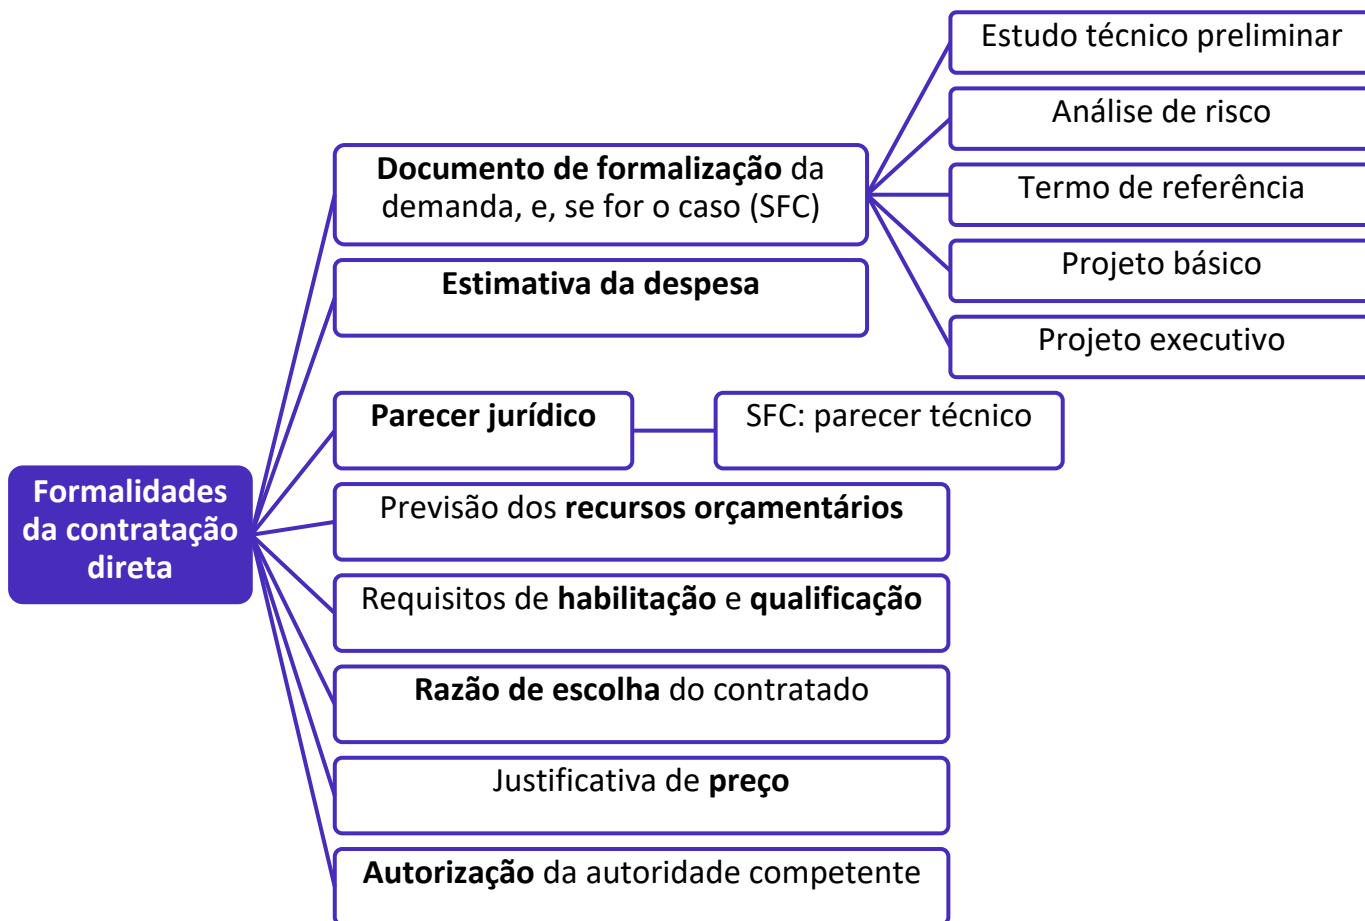 Formalidades
da contratação
direta
Documento de formalização da
demanda, e, se for o caso (SFC)
Estudo técnico preliminar
Análise de risco
Termo de referência
Projeto básico
Projeto executivo
Estimativa da despesa
Parecer jurídico
SFC: parecer técnico
Previsão dos recursos orçamentários
Requisitos de habilitação e qualificação
Razão de escolha do contratado
Justificativa de preço
Autorização da autoridade competente